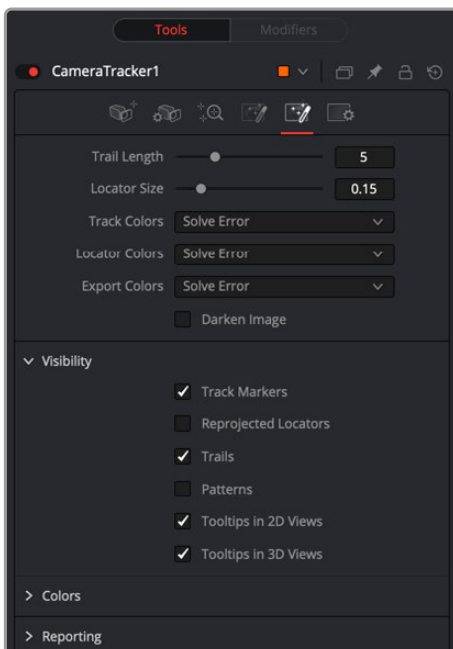 Tools Modifiers
CameraTracker1
Trail Length 5
Locator Size 0.15
Track Colors Solve Error
Locator Colors Solve Error
Export Colors Solve Error
Darken Image
Visibility
Track Markers
Reprojected Locators
Trails
Patterns
Tooltips in 2D Views
Tooltips in 3D Views
Colors
Reporting